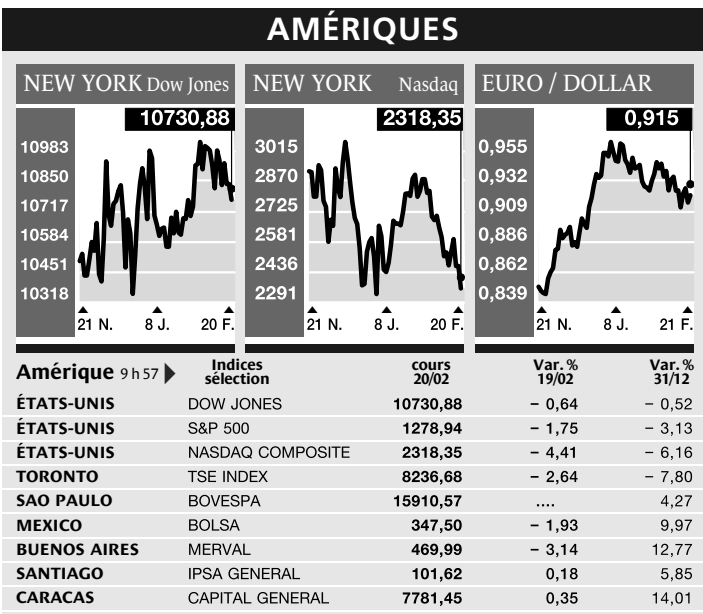 AMÉRIQUES
NEW YORK Dow Jones
10730,88
10983
10850
10717
10584
10451
10318
21 N. 8 J. 20 F.
NEW YORK Nasdaq
2318,35
3015
2870
2725
2581
2436
2291
21 N. 8 J. 20 F.
EURO / DOLLAR
0,915
0,955
0,932
0,909
0,886
0,862
0,839
21 N. 8 J. 21 F.
Amérique 9 h 57 Indices sélection cours 20/02 Var. % 19/02 Var. % 31/12
ÉTATS-UNIS DOW JONES 10730,88 – 0,64 – 0,52
ÉTATS-UNIS S&P 500 1278,94 – 1,75 – 3,13
ÉTATS-UNIS NASDAQ COMPOSITE 2318,35 – 4,41 – 6,16
TORONTO TSE INDEX 8236,68 – 2,64 – 7,80
SAO PAULO BOVESPA 15910,57 .... 4,27
MEXICO BOLSA 347,50 – 1,93 9,97
BUENOS AIRES MERVAL 469,99 – 3,14 12,77
SANTIAGO IPSA GENERAL 101,62 0,18 5,85
CARACAS CAPITAL GENERAL 7781,45 0,35 14,01